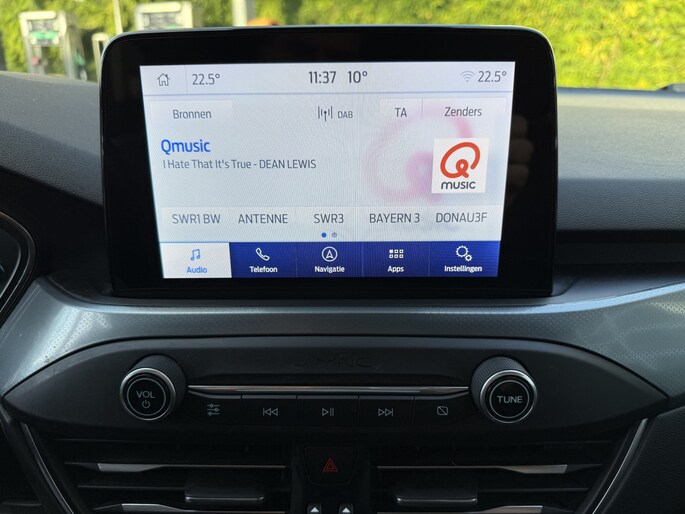 22.5° 11:37 10° 22.5°
Bronnen DAB TA Zenders
Qmusic
I Hate That It's True - DEAN LEWIS
Q MUSIC
SWR1 BW ANTENNE SWR3 BAYERN 3 DONAU3F
Audio Telefoon Navigatie Apps Instellingen
VOL TUNE